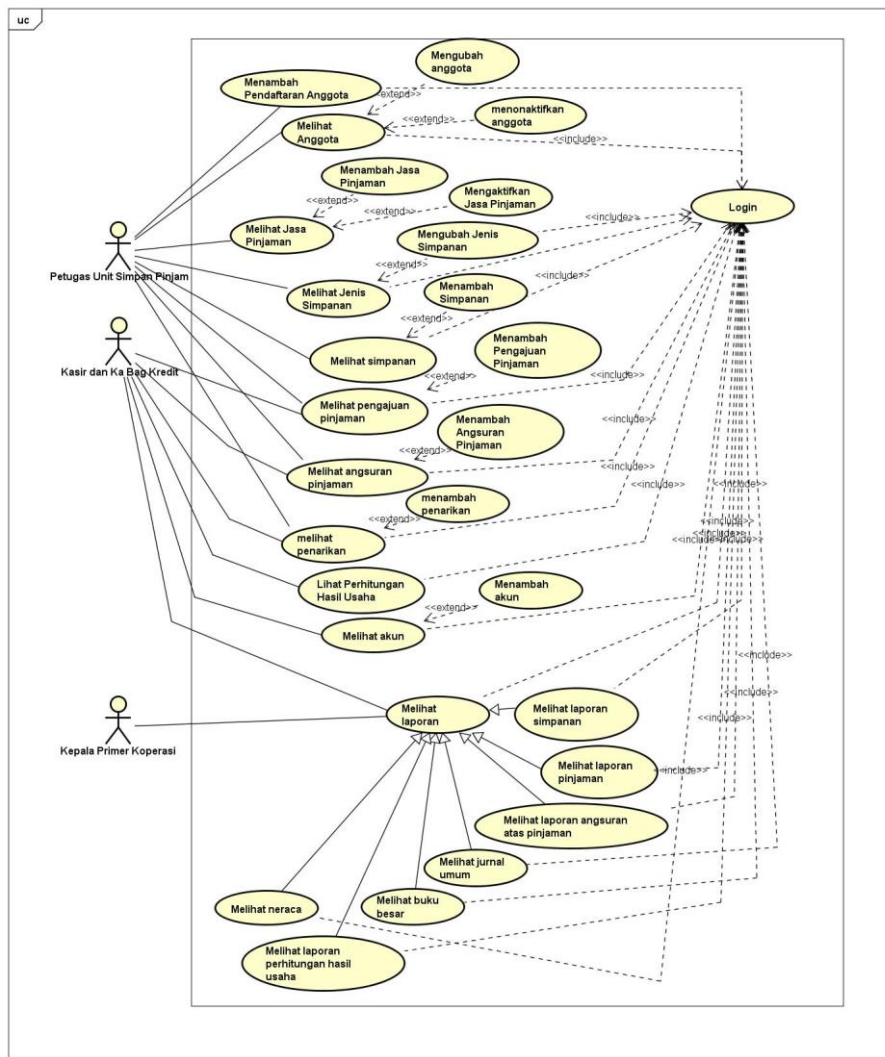 uc
Mengubah
anggota
Menambah
Pendaftaran Anggota
<<extend>>
menonaktifkan
anggota
<<extend>>
Melihat
Anggota
<<include>>
Menambah Jasa
Pinjaman
<<extend>>
Mengaktifkan
Jasa Pinjaman
<<extend>>
Login
Melihat Jasa
Pinjaman
<<include>>
Mengubah Jenis
Simpanan
<<extend>>
Petugas Unit Simpan Pinjam
Melihat Jenis
Simpanan
<<include>>
Menambah
Simpanan
<<extend>>
Kasir dan Ka Bag Kredit
Melihat simpanan
Menambah
Pengajuan
Pinjaman
<<extend>>
<<include>>
Melihat pengajuan
pinjaman
Menambah
Angsuran
Pinjaman
<<extend>>
<<include>>
Melihat angsuran
pinjaman
<<include>>
<<include>>
menambah
penarikan
<<extend>>
<<include>>
<<include>>
<<include>>
melihat
penarikan
Lihat Perhitungan
Hasil Usaha
Menambah
akun
<<extend>>
Melihat akun
<<include>>
<<include>>
Melihat
laporan
Melihat laporan
simpanan
<<include>>
Kepala Primer Koperasi
Melihat laporan
pinjaman
<<include>>
Melihat laporan angsuran
atas pinjaman
Melihat jurnal
umum
Melihat neraca
Melihat buku
besar
Melihat laporan
perhitungan hasil
usaha